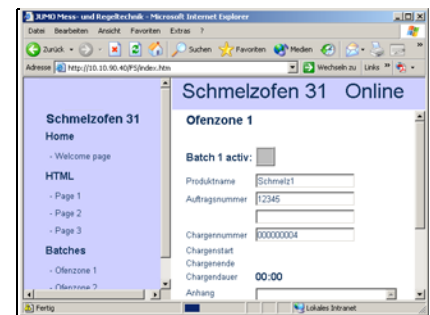 JUMO Mess- und Regeltechnik - Microsoft Internet Explorer
Datei Bearbeiten Ansicht Favoriten Extras ?
Zurück Suchen Favoriten Medien
Adresse http://10.10.90.40/FS/index.htm Wechseln zu Links »
Schmelzofen 31 Online
Schmelzofen 31
Home
- Welcome page
HTML
- Page 1
- Page 2
- Page 3
Batches
- Ofenzone 1
- Ofenzone 2
Ofenzone 1
Batch 1 activ:
Produktname Schmelz1
Auftragsnummer 12345
Chargennummer 000000004
Chargenstart
Chargenende
Chargendauer 00:00
Anhang
Fertig Lokales Intranet